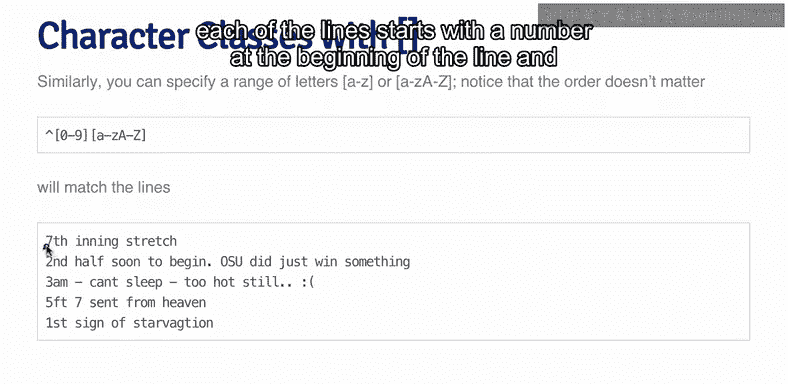 Character Classes with []
each of the lines starts with a number
at the beginning of the line and
Similarly, you can specify a range of letters [a-z] or [a-zA-Z]; notice that the order doesn't matter
^[0-9][a-zA-Z]
will match the lines
7th inning stretch
2nd half soon to begin. OSU did just win something
3am - cant sleep - too hot still.. :(
5ft 7 sent from heaven
1st sign of starvagtion